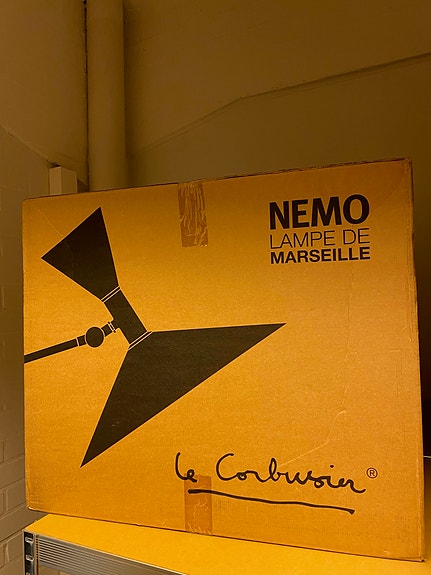 NEMO
LAMPE DE
MARSEILLE
Le Corbusier ®